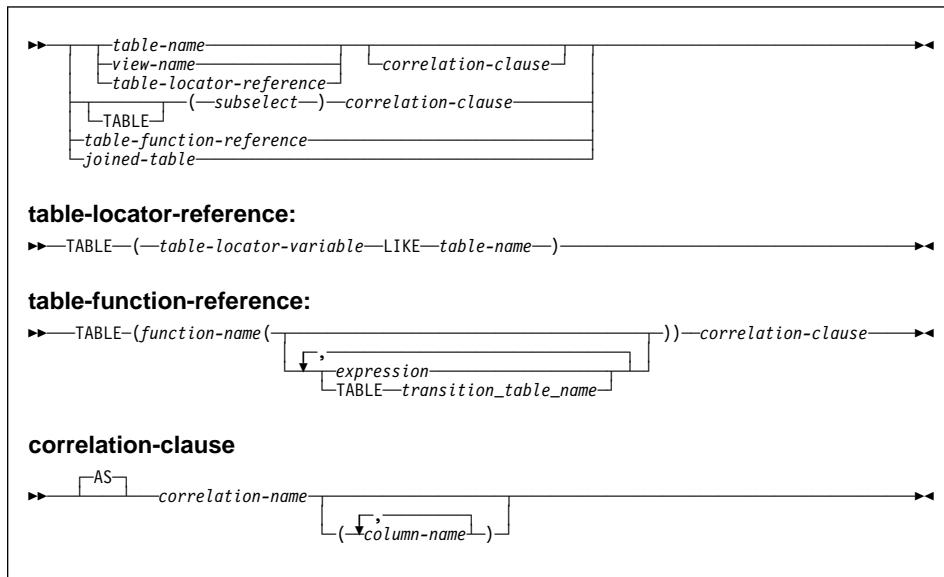 table-name
view-name correlation-clause
table-locator-reference
( subselect ) correlation-clause
TABLE
table-function-reference
joined-table
table-locator-reference:
TABLE ( table-locator-variable LIKE table-name )
table-function-reference:
TABLE (function-name( )) correlation-clause
,
expression
TABLE transition_table_name
correlation-clause
AS
correlation-name
,
( column-name )